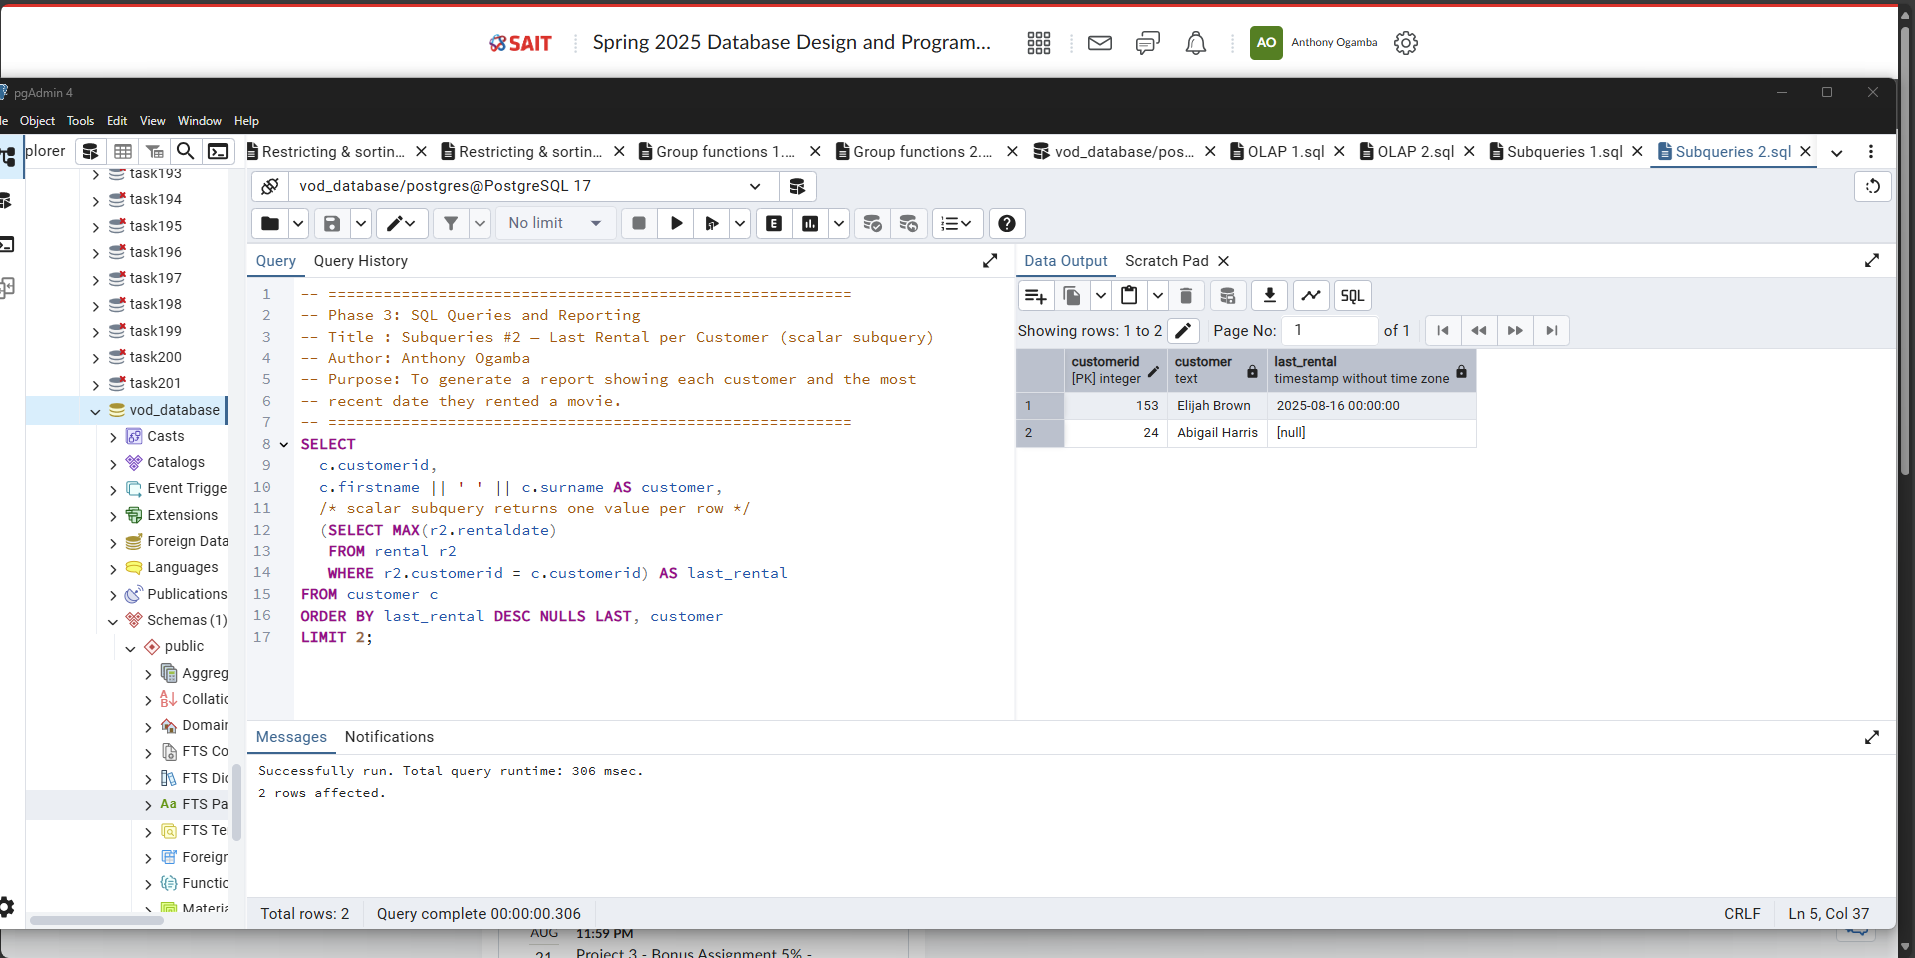 SAIT
Spring 2025 Database Design and Program...
AO
Anthony Ogamba
pgAdmin 4
le Object Tools Edit View Window Help
plorer
Restricting & sortin...
Restricting & sortin...
Group functions 1....
Group functions 2....
vod_database/pos...
OLAP 1.sql
OLAP 2.sql
Subqueries 1.sql
Subqueries 2.sql
task193
task194
task195
task196
task197
task198
task199
task200
task201
vod_database
Casts
Catalogs
Event Trigge
Extensions
Foreign Data
Languages
Publications
Schemas (1)
public
Aggreg
Collatio
Domair
FTS Co
FTS Dic
Aa FTS Pa
FTS Te
Foreigr
Functic
Materia
vod_database/postgres@PostgreSQL 17
No limit
E
Query
Query History
1 -- =========================================================
2 -- Phase 3: SQL Queries and Reporting
3 -- Title : Subqueries #2 – Last Rental per Customer (scalar subquery)
4 -- Author: Anthony Ogamba
5 -- Purpose: To generate a report showing each customer and the most
6 -- recent date they rented a movie.
7 -- =========================================================
8 SELECT
9 c.customerid,
10 c.firstname || ' ' || c.surname AS customer,
11 /* scalar subquery returns one value per row */
12 (SELECT MAX(r2.rentaldate)
13 FROM rental r2
14 WHERE r2.customerid = c.customerid) AS last_rental
15 FROM customer c
16 ORDER BY last_rental DESC NULLS LAST, customer
17 LIMIT 2;
Data Output
Scratch Pad
SQL
Showing rows: 1 to 2
Page No: 1 of 1
customerid customer last_rental
[PK] integer text timestamp without time zone
1 153 Elijah Brown 2025-08-16 00:00:00
2 24 Abigail Harris [null]
Messages
Notifications
Successfully run. Total query runtime: 306 msec.
2 rows affected.
Total rows: 2
Query complete 00:00:00.306
CRLF
Ln 5, Col 37
AUG 11:59 PM
21 Project 3 - Bonus Assignment 5% -